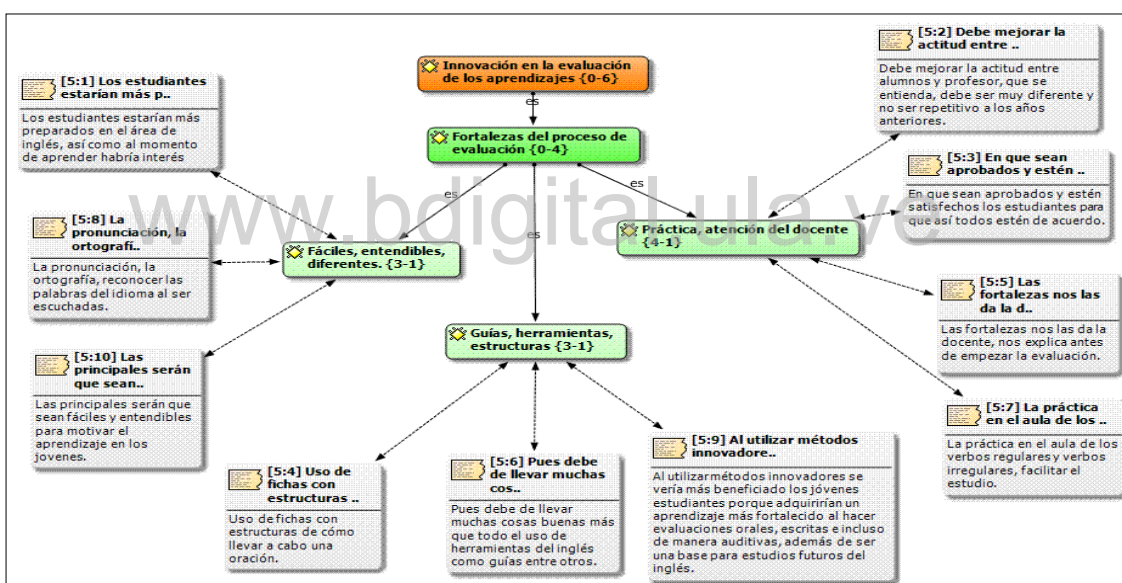 Innovación en la evaluación
de los aprendizajes {0-6}
es
Fortalezas del proceso de
evaluación {0-4}
es
es
es
[5:1] Los estudiantes
estarían más p..
Los estudiantes estarían más
preparados en el área de
inglés, así como al momento
de aprender habría interés
[5:8] La
pronunciación, la
ortografí..
La pronunciación, la
ortografía, reconocer las
palabras del idioma al ser
escuchadas.
[5:10] Las
principales serán
que sean..
Las principales serán que
sean fáciles y entendibles
para motivar el
aprendizaje en los
jovenes.
Fáciles, entendibles,
diferentes. {3-1}
Guías, herramientas,
estructuras {3-1}
[5:4] Uso de
fichas con
estructuras ..
Uso de fichas con
estructuras de cómo
llevar a cabo una
oración.
[5:6] Pues debe
de llevar muchas
cos..
Pues debe de llevar
muchas cosas buenas más
que todo el uso de
herramientas del inglés
como guías entre otros.
[5:9] Al utilizar métodos
innovadore..
Al utilizar métodos innovadores se
vería más beneficiado los jóvenes
estudiantes porque adquirirían un
aprendizaje más fortalecido al hacer
evaluaciones orales, escritas e incluso
de manera auditivas, además de ser
una base para estudios futuros del
inglés.
Práctica, atención del docente
{4-1}
[5:2] Debe mejorar la
actitud entre ..
Debe mejorar la actitud entre
alumnos y profesor, que se
entienda, debe ser muy diferente y
no ser repetitivo a los años
anteriores.
[5:3] En que sean
aprobados y estén ..
En que sean aprobados y estén
satisfechos los estudiantes para
que así todos estén de acuerdo.
[5:5] Las
fortalezas nos las
da la d..
Las fortalezas nos las da la
docente, nos explica antes
de empezar la evaluación.
[5:7] La práctica
en el aula de los ..
La práctica en el aula de los
verbos regulares y verbos
irregulares, facilitar el
estudio.
www.bdigital.ula.ve